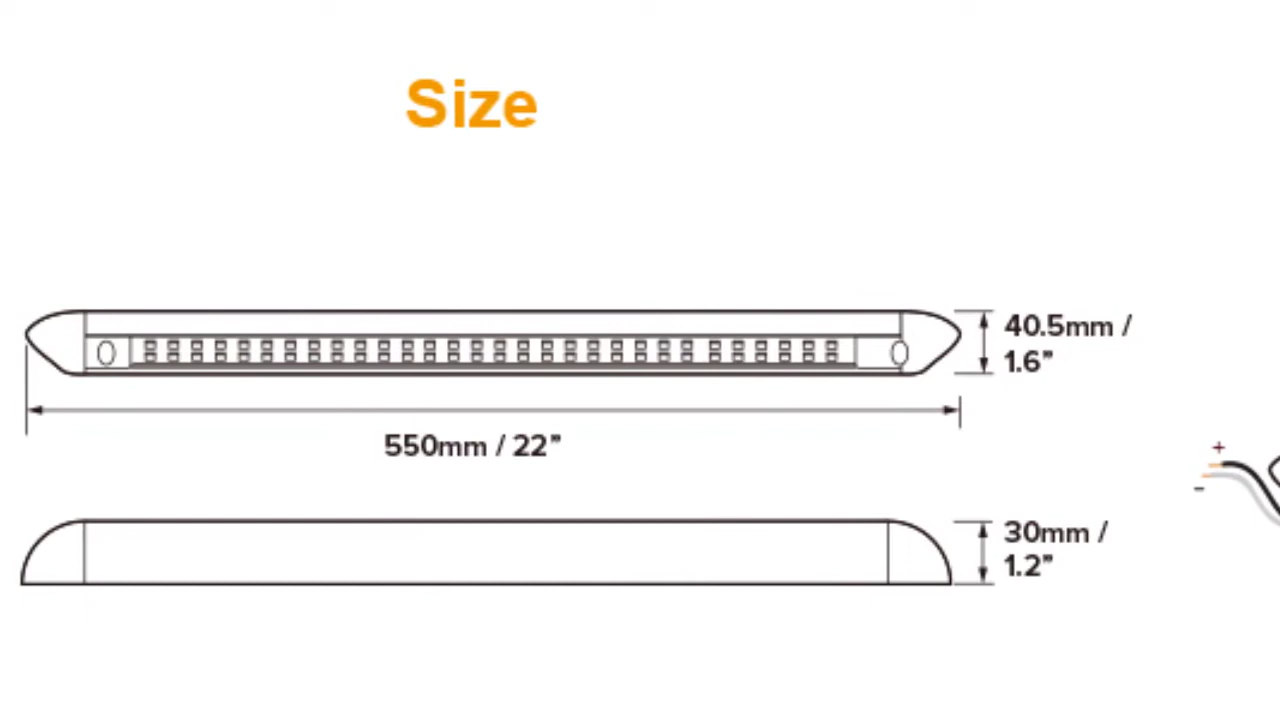 Size
40.5mm /
1.6”
550mm / 22”
+
-
30mm /
1.2”